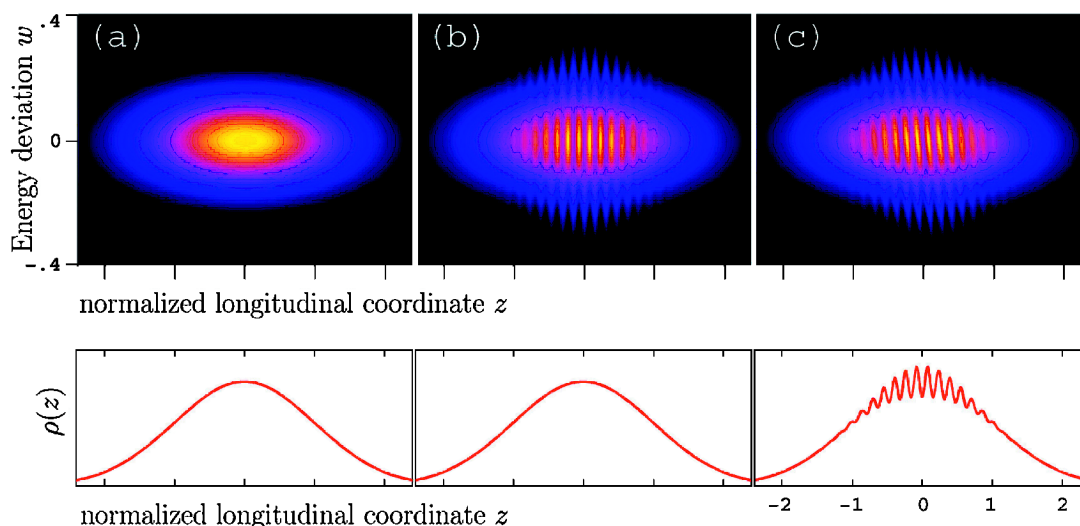 .4
(a)
(b)
(c)
Energy deviation w
0
-.4
normalized longitudinal coordinate z
ρ(z)
-2 -1 0 1 2
normalized longitudinal coordinate z